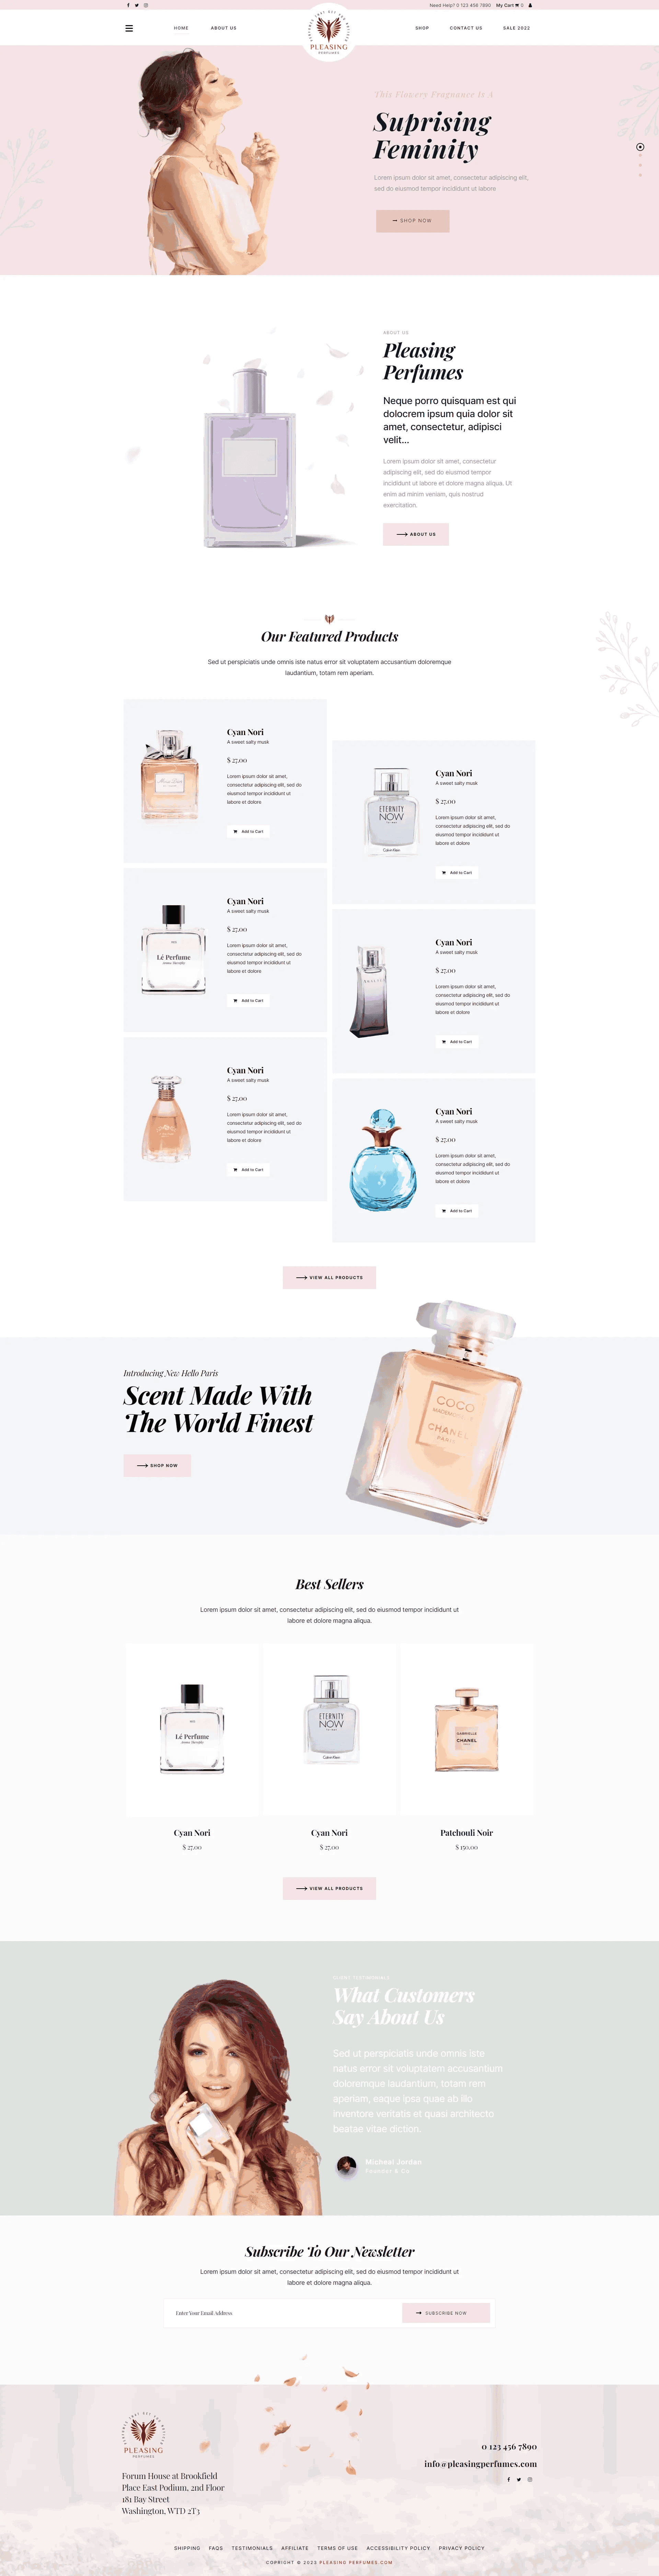 Need Help? 0 123 456 7890 My Cart 0
HOME
ABOUT US
PLEASING
PERFUMES
SHOP
CONTACT US
SALE 2022
This Flowery Fragnance Is A
Suprising
Feminity
Lorem ipsum dolor sit amet, consectetur adipiscing elit,
sed do eiusmod tempor incididunt ut labore
SHOP NOW
ABOUT US
Pleasing
Perfumes
Neque porro quisquam est qui
dolocrem ipsum quia dolor sit
amet, consectetur, adipisci
velit...
Lorem ipsum dolor sit amet, consectetur
adipiscing elit, sed do eiusmod tempor
incididunt ut labore et dolore magna aliqua. Ut
enim ad minim veniam, quis nostrud
exercitation.
ABOUT US
Our Featured Products
Sed ut perspiciatis unde omnis iste natus error sit voluptatem accusantium doloremque
laudantium, totam rem aperiam.
Cyan Nori
A sweet salty musk
$ 27.00
Lorem ipsum dolor sit amet,
consectetur adipiscing elit, sed do
eiusmod tempor incididunt ut
labore et dolore
Add to Cart
ETERNITY
NOW
Calvin Klein
Cyan Nori
A sweet salty musk
$ 27.00
Lorem ipsum dolor sit amet,
consectetur adipiscing elit, sed do
eiusmod tempor incididunt ut
labore et dolore
Add to Cart
Lé Perfume
Cyan Nori
A sweet salty musk
$ 27.00
Lorem ipsum dolor sit amet,
consectetur adipiscing elit, sed do
eiusmod tempor incididunt ut
labore et dolore
Add to Cart
Cyan Nori
A sweet salty musk
$ 27.00
Lorem ipsum dolor sit amet,
consectetur adipiscing elit, sed do
eiusmod tempor incididunt ut
labore et dolore
Add to Cart
Cyan Nori
A sweet salty musk
$ 27.00
Lorem ipsum dolor sit amet,
consectetur adipiscing elit, sed do
eiusmod tempor incididunt ut
labore et dolore
Add to Cart
Cyan Nori
A sweet salty musk
$ 27.00
Lorem ipsum dolor sit amet,
consectetur adipiscing elit, sed do
eiusmod tempor incididunt ut
labore et dolore
Add to Cart
VIEW ALL PRODUCTS
Introducing New Hello Paris
Scent Made With
The World Finest
SHOP NOW
COCO
MADEMOISELLE
CHANEL
PARIS
Best Sellers
Lorem ipsum dolor sit amet, consectetur adipiscing elit, sed do eiusmod tempor incididunt ut
labore et dolore magna aliqua.
Lé Perfume
ETERNITY
NOW
Calvin Klein
GABRIELLE
CHANEL
Cyan Nori
$ 27.00
Cyan Nori
$ 27.00
Patchouli Noir
$ 150.00
VIEW ALL PRODUCTS
CLIENT TESTIMONIALS
What Customers
Say About Us
Sed ut perspiciatis unde omnis iste
natus error sit voluptatem accusantium
doloremque laudantium, totam rem
aperiam, eaque ipsa quae ab illo
inventore veritatis et quasi architecto
beatae vitae diction.
Micheal Jordan
Founder & Co
Subscribe To Our Newsletter
Lorem ipsum dolor sit amet, consectetur adipiscing elit, sed do eiusmod tempor incididunt ut
labore et dolore magna aliqua.
Enter Your Email Address
SUBSCRIBE NOW
PLEASING
PERFUMES
Forum House at Brookfield
Place East Podium, 2nd Floor
181 Bay Street
Washington, WTD 2T3
0 123 456 7890
info@pleasingperfumes.com
SHIPPING FAQS TESTIMONIALS AFFILIATE TERMS OF USE ACCESSIBILITY POLICY PRIVACY POLICY
COPRIGHT © 2023 PLEASING PERFUMES.COM